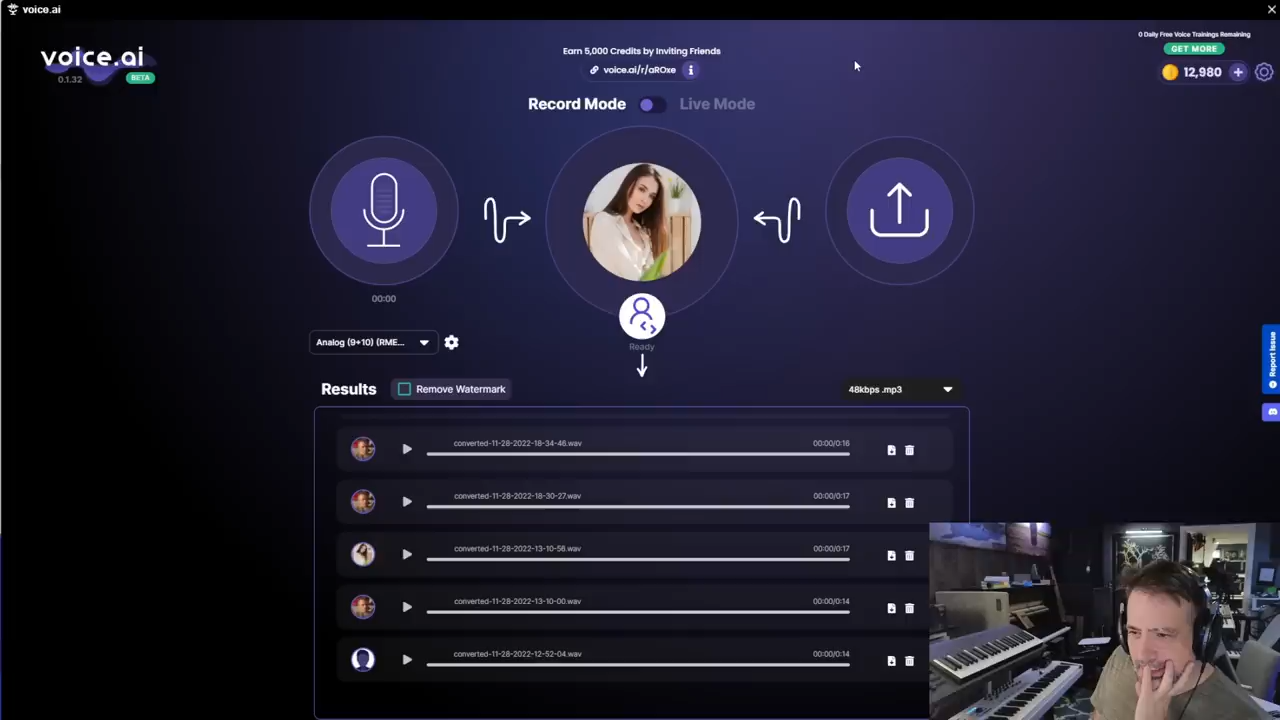 voice.ai
voice.ai
0.1.32
BETA
Earn 5,000 Credits by Inviting Friends
voice.ai/r/aROxe
0 Daily Free Voice Trainings Remaining
GET MORE
12,980
Record Mode
Live Mode
00:00
Ready
Analog (9+10) (RME...
Results
Remove Watermark
48kbps .mp3
converted-11-28-2022-18-34-46.wav 00:00/0:16
converted-11-28-2022-18-30-27.wav 00:00/0:17
converted-11-28-2022-13-10-56.wav 00:00/0:17
converted-11-28-2022-13-10-00.wav 00:00/0:14
converted-11-28-2022-12-52-04.wav 00:00/0:14
Report Issue